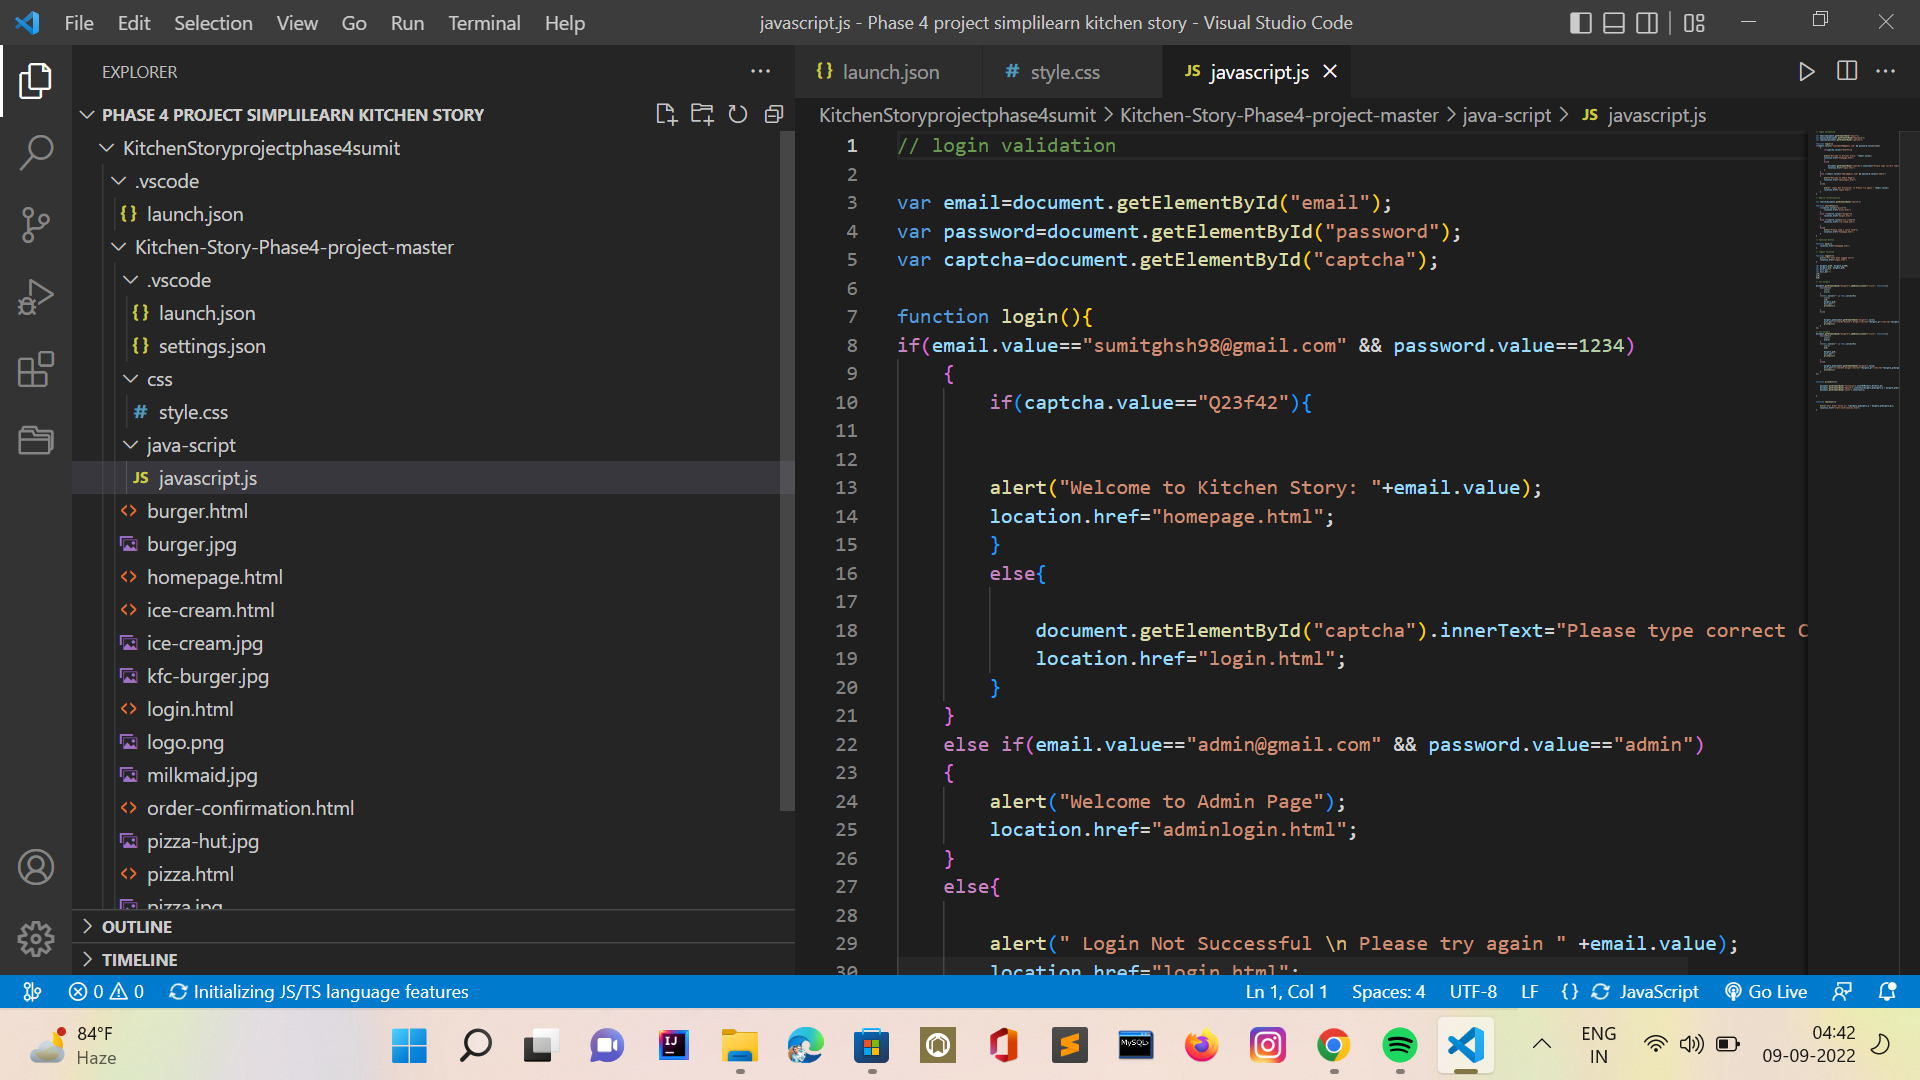 File Edit Selection View Go Run Terminal Help
javascript.js - Phase 4 project simplilearn kitchen story - Visual Studio Code
EXPLORER
PHASE 4 PROJECT SIMPLILEARN KITCHEN STORY
KitchenStoryprojectphase4sumit
.vscode
{} launch.json
Kitchen-Story-Phase4-project-master
.vscode
{} launch.json
{} settings.json
css
# style.css
java-script
JS javascript.js
<> burger.html
burger.jpg
<> homepage.html
<> ice-cream.html
ice-cream.jpg
kfc-burger.jpg
<> login.html
logo.png
milkmaid.jpg
<> order-confirmation.html
pizza-hut.jpg
<> pizza.html
pizza.jpg
OUTLINE
TIMELINE
{} launch.json # style.css JS javascript.js
KitchenStoryprojectphase4sumit > Kitchen-Story-Phase4-project-master > java-script > JS javascript.js
1 // login validation
2
3 var email=document.getElementById("email");
4 var password=document.getElementById("password");
5 var captcha=document.getElementById("captcha");
6
7 function login(){
8 if(email.value=="sumitghsh98@gmail.com" && password.value==1234)
9 {
10 if(captcha.value=="Q23f42"){
11
12
13 alert("Welcome to Kitchen Story: "+email.value);
14 location.href="homepage.html";
15 }
16 else{
17
18 document.getElementById("captcha").innerText="Please type correct C
19 location.href="login.html";
20 }
21 }
22 else if(email.value=="admin@gmail.com" && password.value=="admin")
23 {
24 alert("Welcome to Admin Page");
25 location.href="adminlogin.html";
26 }
27 else{
28
29 alert(" Login Not Successful \n Please try again " +email.value);
30 location.href="login.html";
0 0 Initializing JS/TS language features
Ln 1, Col 1 Spaces: 4 UTF-8 LF {} JavaScript Go Live
84°F
Haze
IJ
MySQL
ENG
IN
04:42
09-09-2022